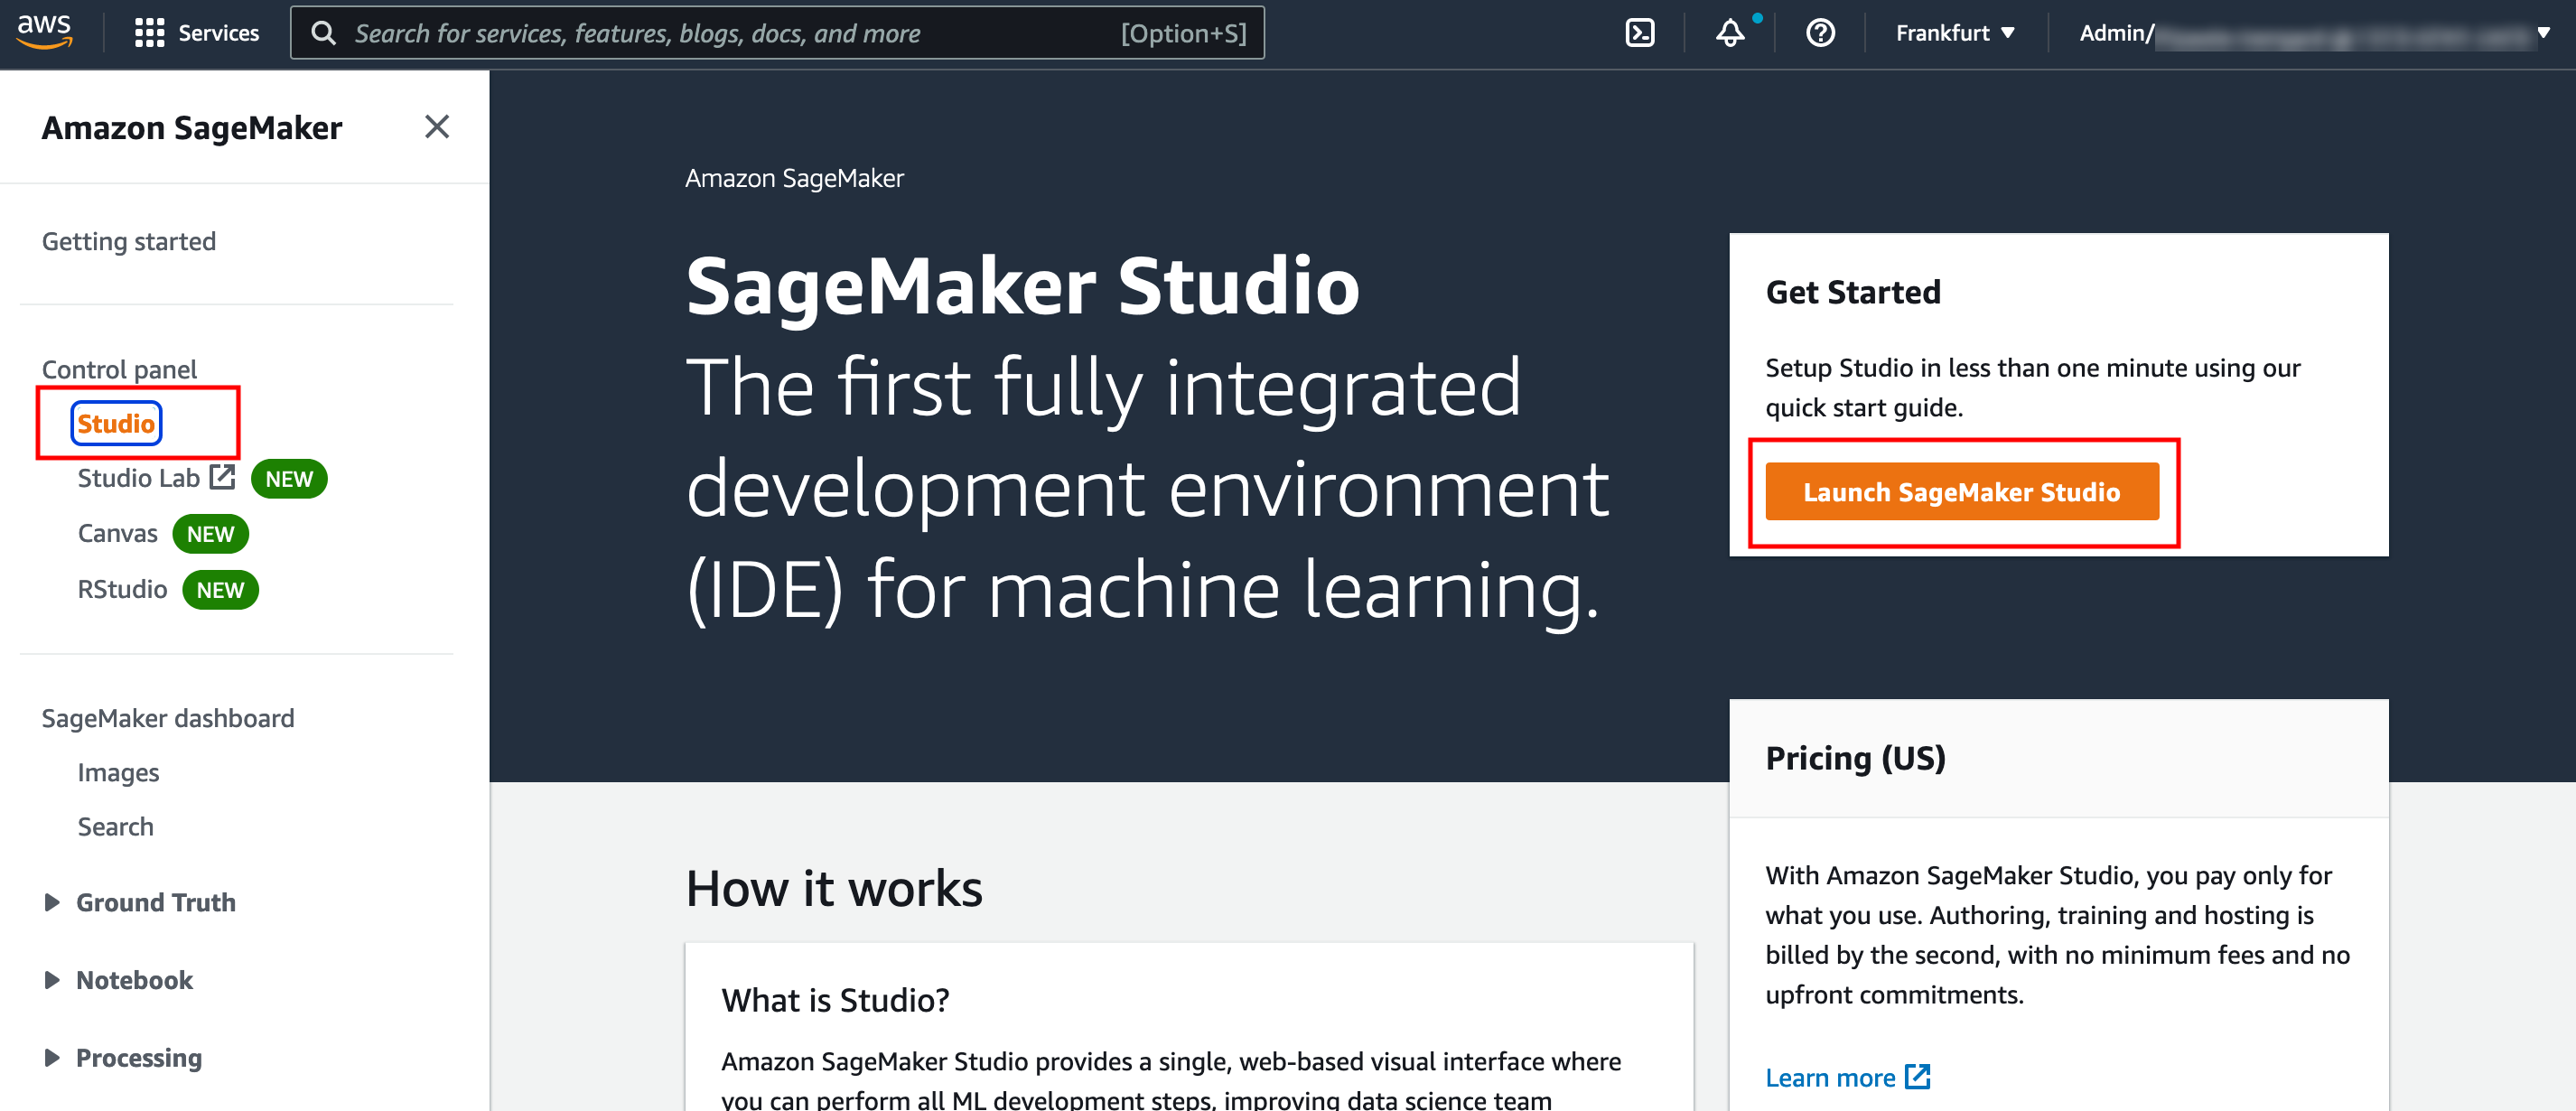 aws
Services
Search for services, features, blogs, docs, and more
[Option+S]
Frankfurt
Admin/
Amazon SageMaker
Getting started
Control panel
Studio
Studio Lab NEW
Canvas NEW
RStudio NEW
SageMaker dashboard
Images
Search
Ground Truth
Notebook
Processing
Amazon SageMaker
SageMaker Studio
The first fully integrated
development environment
(IDE) for machine learning.
Get Started
Setup Studio in less than one minute using our
quick start guide.
Launch SageMaker Studio
Pricing (US)
With Amazon SageMaker Studio, you pay only for
what you use. Authoring, training and hosting is
billed by the second, with no minimum fees and no
upfront commitments.
Learn more
How it works
What is Studio?
Amazon SageMaker Studio provides a single, web-based visual interface where
you can perform all ML development steps, improving data science team